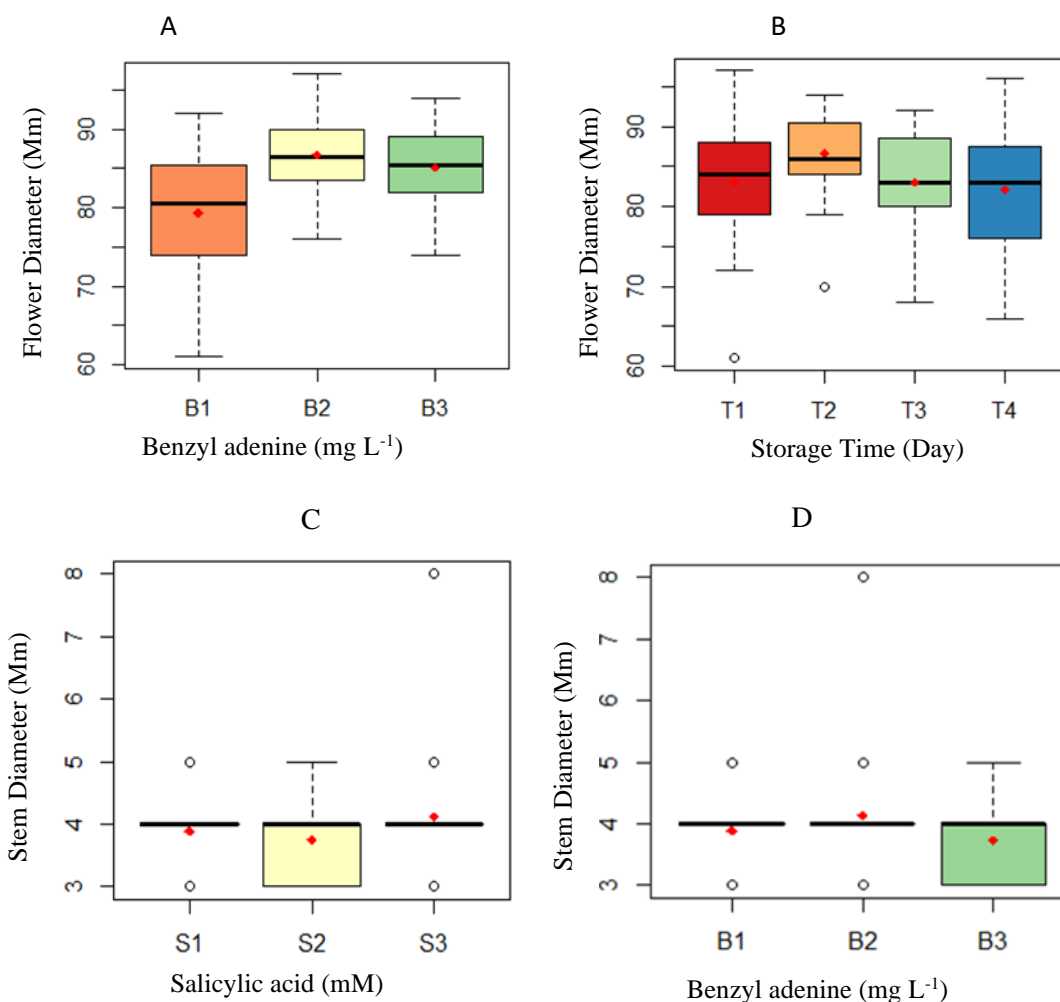 A
B
Flower Diameter (Mm)
60
70
80
90
B1
B2
B3
Benzyl adenine (mg L-1)
Flower Diameter (Mm)
60
70
80
90
T1
T2
T3
T4
Storage Time (Day)
C
D
Stem Diameter (Mm)
3
4
5
6
7
8
S1
S2
S3
Salicylic acid (mM)
Stem Diameter (Mm)
3
4
5
6
7
8
B1
B2
B3
Benzyl adenine (mg L-1)